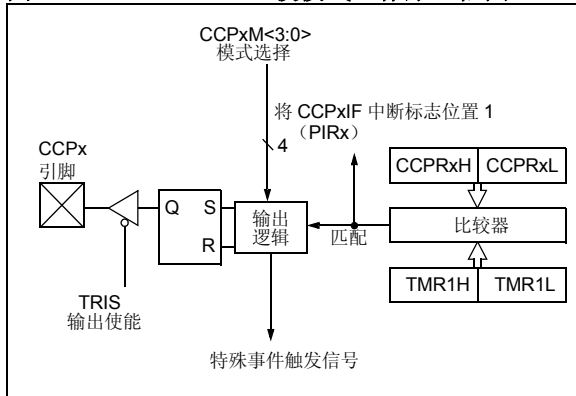 CCPxM<3:0>
模式选择
将 CCPxIF 中断标志位置 1
（PIRx）
4
CCPx
引脚
CCPRxH CCPRxL
Q S
R
输出
逻辑
匹配
比较器
TRIS
输出使能
TMR1H TMR1L
特殊事件触发信号